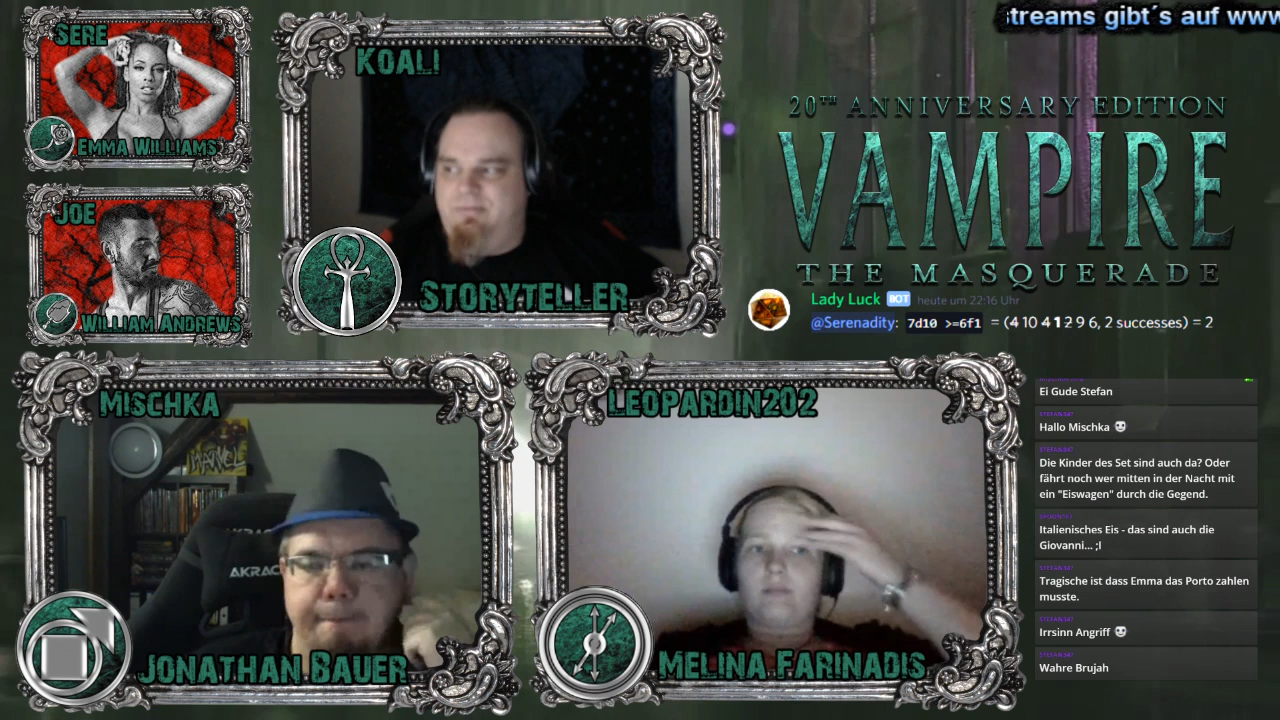 SERE
EMMA WILLIAMS
JOE
WILLIAM ANDREWS
KOALI
STORYTELLER
treams gibt´s auf www
20TH ANNIVERSARY EDITION
VAMPIRE
THE MASQUERADE
Lady Luck BOT heute um 22:16 Uhr
@Serenadity: 7d10 >=6f1 = (4 10 4 1 2 9 6, 2 successes) = 2
MISCHKA
AKRAC
JONATHAN BAUER
LEOPARDIN202
MELINA FARINADIS
Ei Gude Stefan
Hallo Mischka
Die Kinder des Set sind auch da? Oder
fährt noch wer mitten in der Nacht mit
ein "Eiswagen" durch die Gegend.
Italienisches Eis - das sind auch die
Giovanni... ;l
Tragische ist dass Emma das Porto zahlen
musste.
Irrsinn Angriff
Wahre Brujah